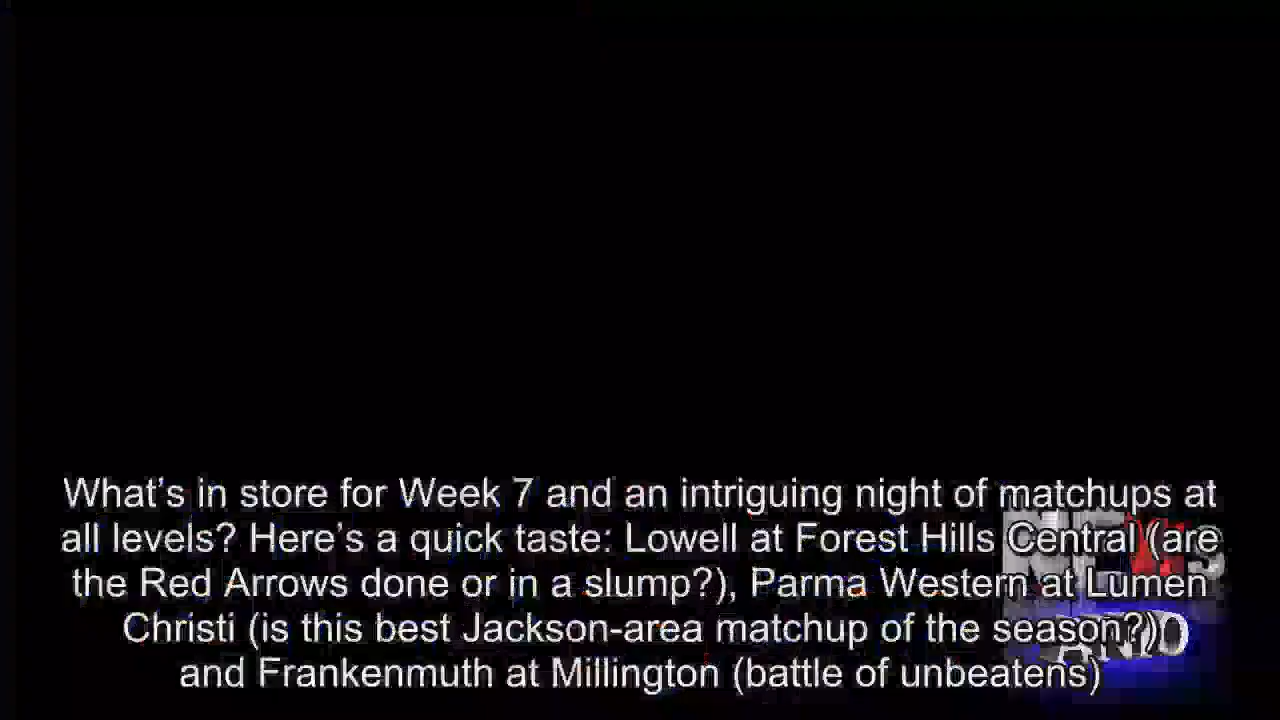 What’s in store for Week 7 and an intriguing night of matchups at
all levels? Here’s a quick taste: Lowell at Forest Hills Central (are
the Red Arrows done or in a slump?), Parma Western at Lumen
Christi (is this best Jackson-area matchup of the season?)
and Frankenmuth at Millington (battle of unbeatens)